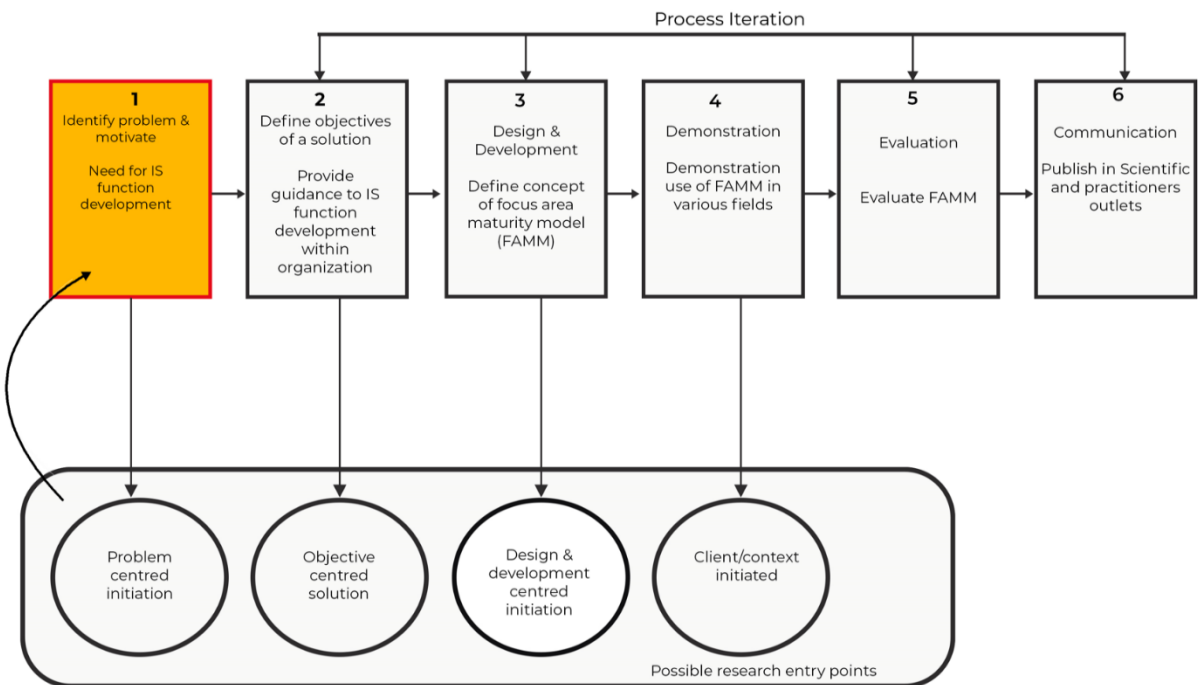 Process Iteration
1
Identify problem &
motivate
Need for IS
function
development
2
Define objectives
of a solution
Provide
guidance to IS
function
development
within
organization
3
Design &
Development
Define concept
of focus area
maturity model
(FAMM)
4
Demonstration
Demonstration
use of FAMM in
various fields
5
Evaluation
Evaluate FAMM
6
Communication
Publish in Scientific
and practitioners
outlets
Problem
centred
initiation
Objective
centred
solution
Design &
development
centred
initiation
Client/context
initiated
Possible research entry points